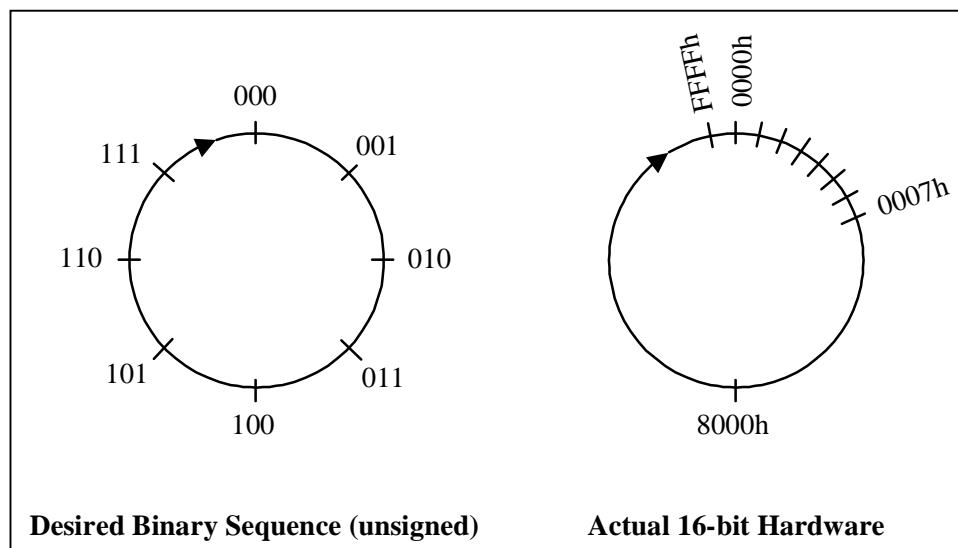 000
001
010
011
100
101
110
111
Desired Binary Sequence (unsigned)
FFFFh
0000h
0007h
8000h
Actual 16-bit Hardware